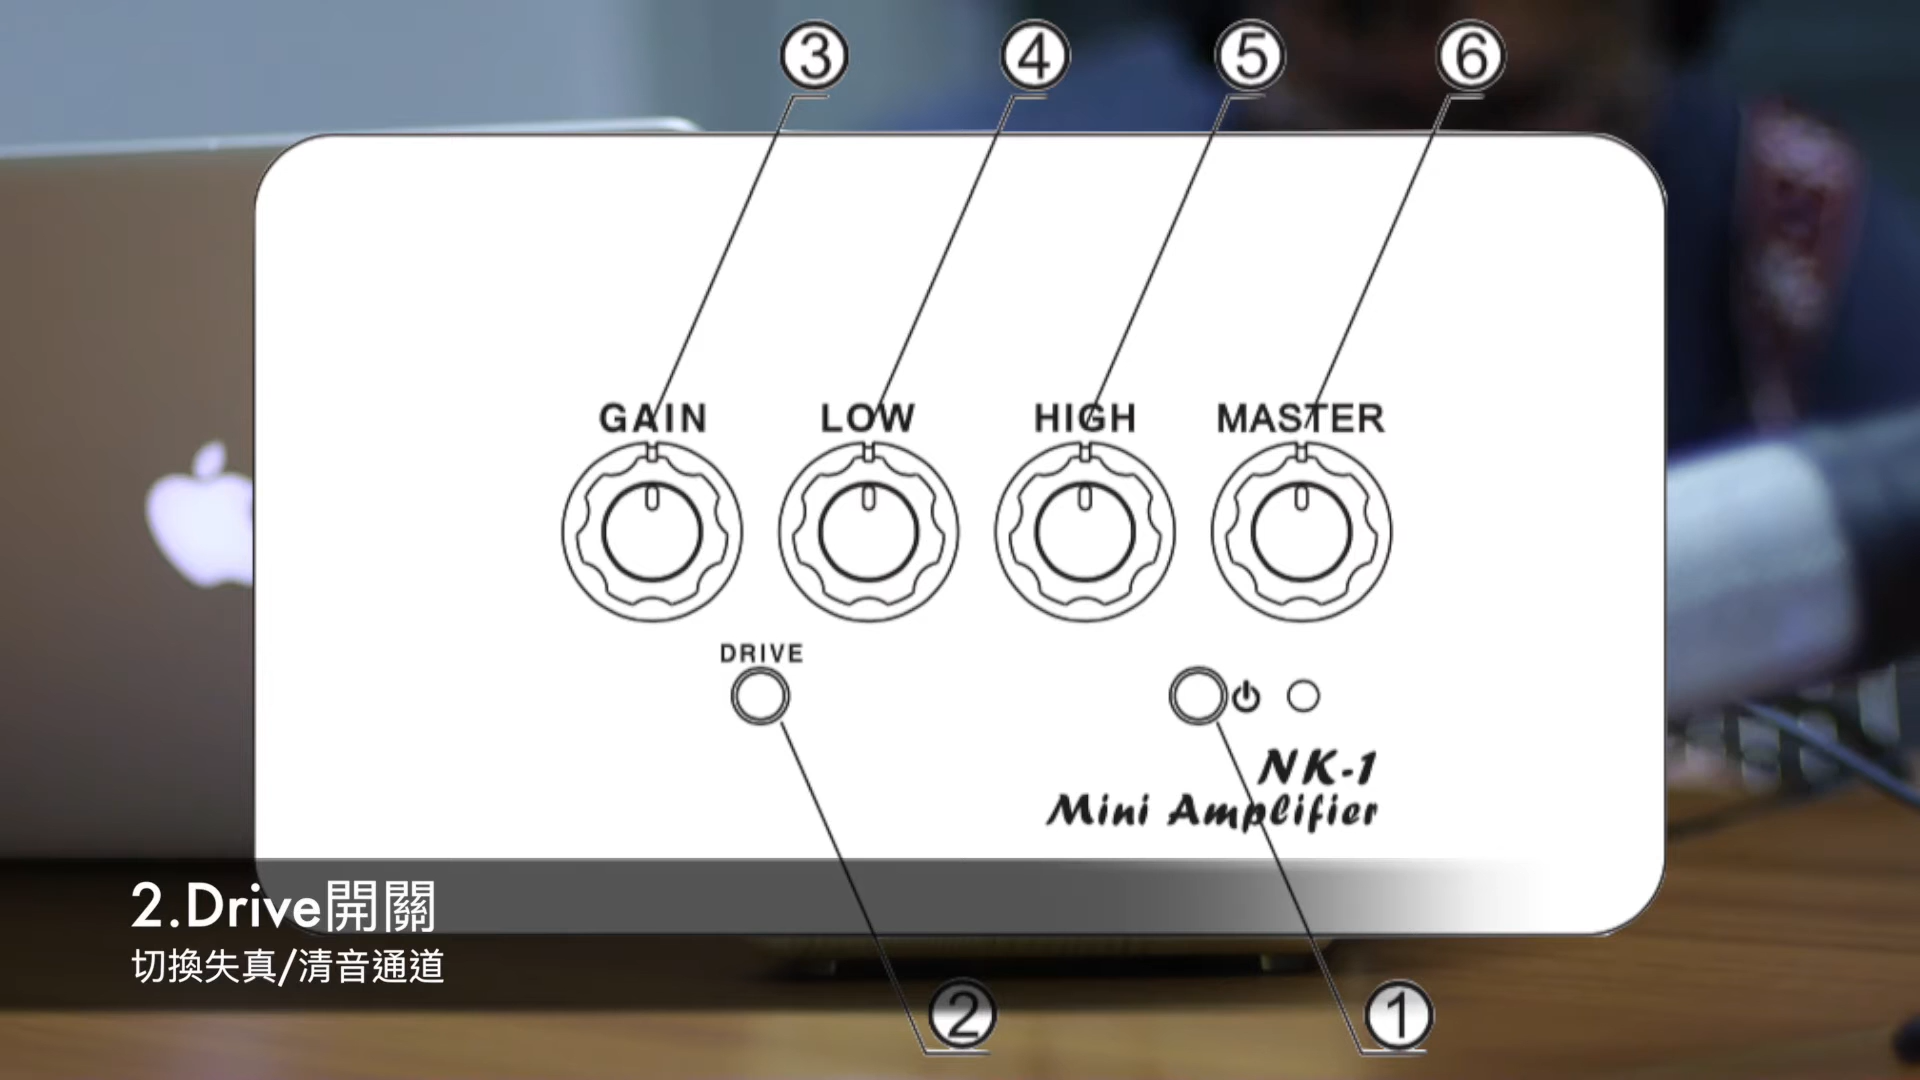 ③ ④ ⑤ ⑥
GAIN LOW HIGH MASTER
DRIVE
NK-1
Mini Amplifier
2.Drive開關
切換失真/清音通道
② ①